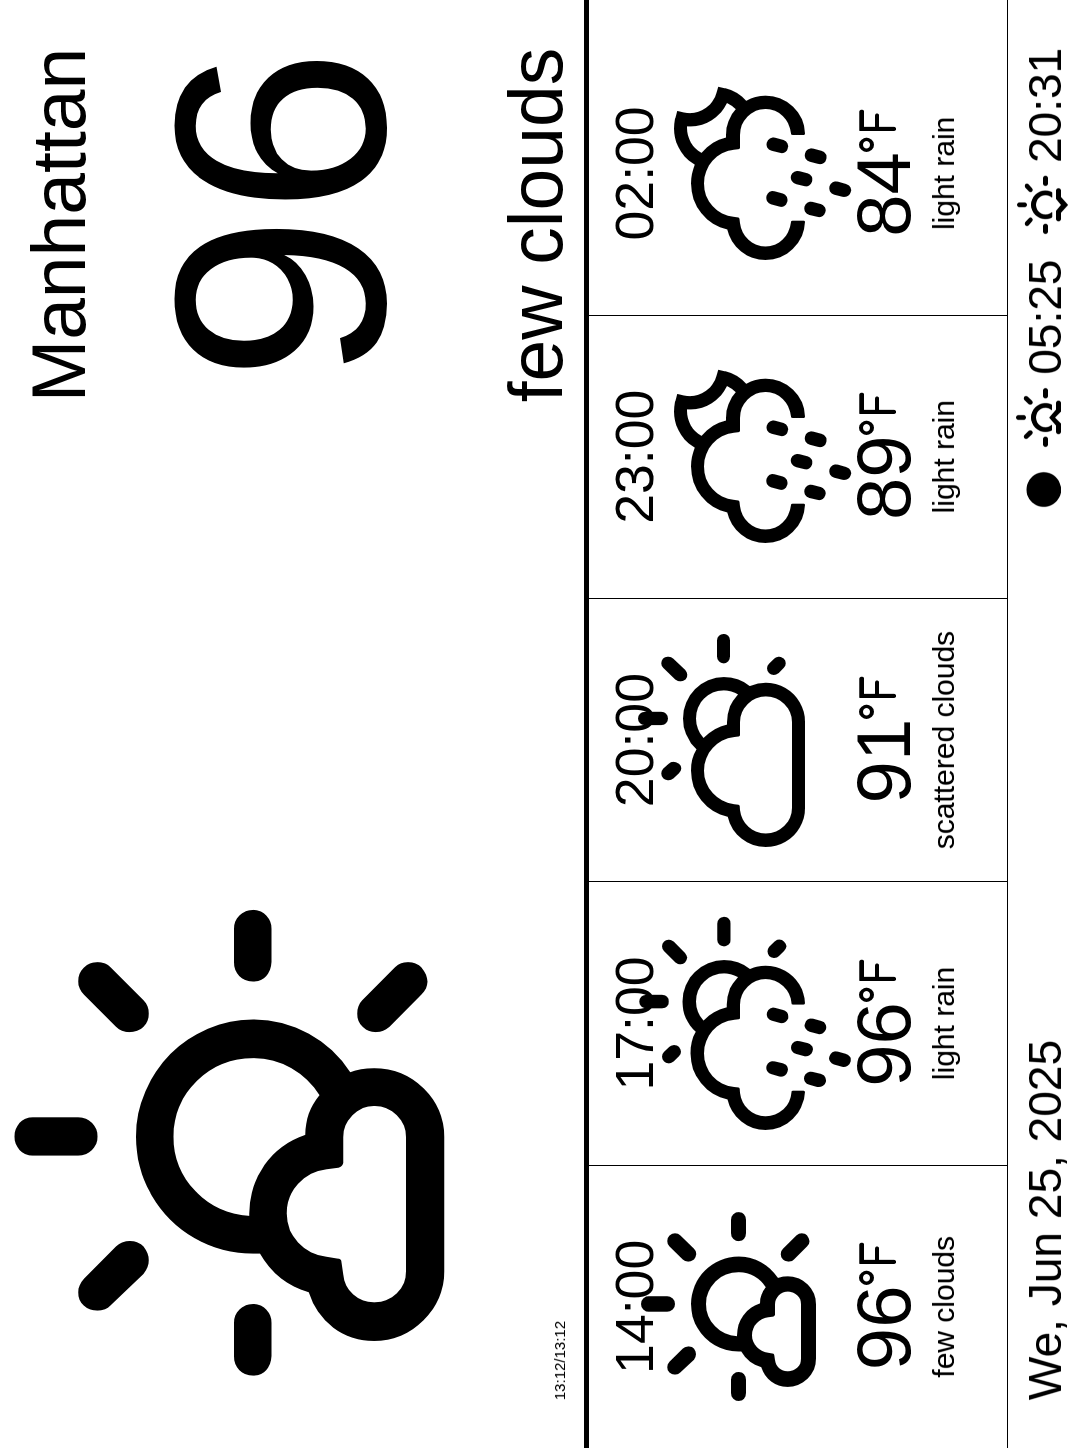 Manhattan
96
few clouds
13:12/13:12
14:00 17:00 20:00 23:00 02:00
96°F 96°F 91°F 89°F 84°F
few clouds light rain scattered clouds light rain light rain
We, Jun 25, 2025 05:25 20:31